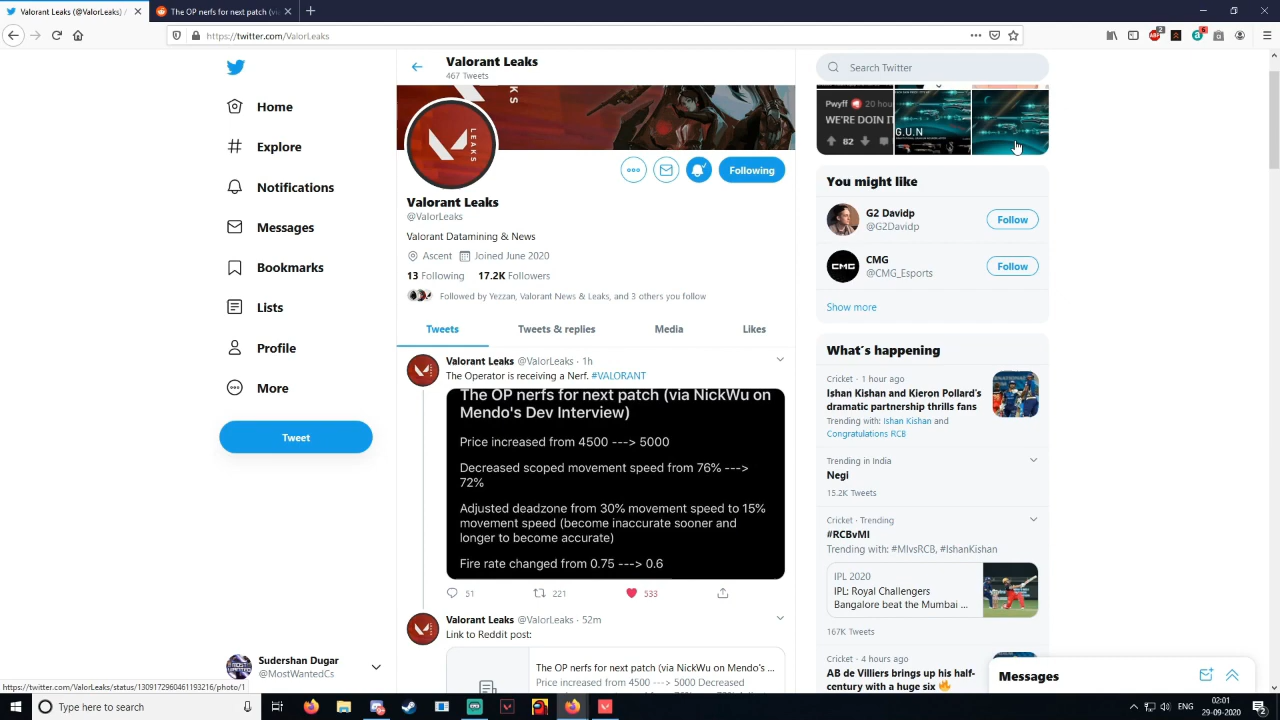 Valorant Leaks (@ValorLeaks) /
The OP nerfs for next patch (vi
https://twitter.com/ValorLeaks
2
6
Valorant Leaks
467 Tweets
Search Twitter
LEAKS
Pwyff
20 hou
WE'RE DOIN IT
82
G.U.N
Home
Explore
Notifications
Messages
Bookmarks
Lists
Profile
More
Tweet
Following
Valorant Leaks
@ValorLeaks
Valorant Datamining & News
Ascent Joined June 2020
13 Following 17.2K Followers
Followed by Yezzan, Valorant News & Leaks, and 3 others you follow
Tweets
Tweets & replies
Media
Likes
Valorant Leaks @ValorLeaks · 1h
The Operator is receiving a Nerf. #VALORANT
The OP nerfs for next patch (via NickWu on
Mendo's Dev Interview)
Price increased from 4500 ---> 5000
Decreased scoped movement speed from 76% --->
72%
Adjusted deadzone from 30% movement speed to 15%
movement speed (become inaccurate sooner and
longer to become accurate)
Fire rate changed from 0.75 ---> 0.6
51
221
533
Valorant Leaks @ValorLeaks · 52m
Link to Reddit post:
The OP nerfs for next patch (via NickWu on Mendo's ...
Price increased from 4500 ---> 5000 Decreased
You might like
G2 Davidp
@G2Davidp
Follow
CMG
CMG
@CMG_Esports
Follow
Show more
What's happening
Cricket · 1 hour ago
Ishan Kishan and Kieron Pollard's
dramatic partnership thrills fans
Trending with: Ishan Kishan and
Congratulations RCB
Trending in India
Negi
15.2K Tweets
Cricket · Trending
#RCBvMI
Trending with: #MIvsRCB, #IshanKishan
IPL 2020
IPL: Royal Challengers
Bangalore beat the Mumbai ...
167K Tweets
Cricket · 4 hours ago
AB de Villiers brings up his half-
century with a huge six
Messages
Sudershan Dugar
@MostWantedCs
https://twitter.com/ValorLeaks/status/1309172960461193216/photo/1
Type here to search
ENG
02:01
29-09-2020
2